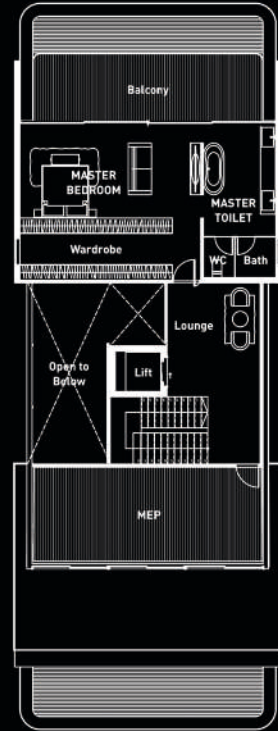 Balcony
MASTER
BEDROOM
MASTER
TOILET
Wardrobe
WC
Bath
Lounge
Open to
Below
Lift
MEP